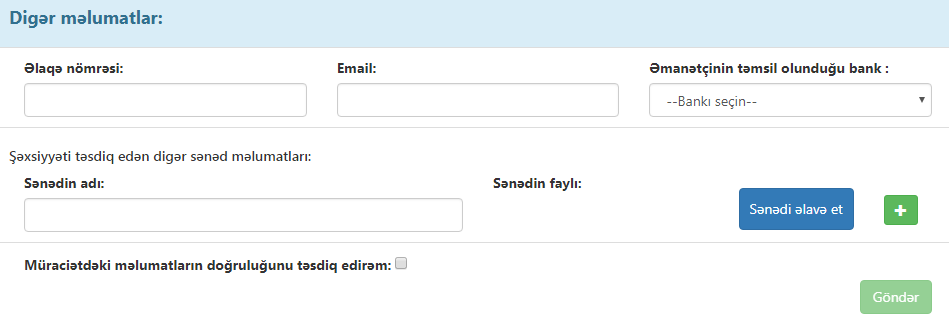 Digər məlumatlar:
Əlaqə nömrəsi: Email: Əmanətçinin təmsil olunduğu bank :
--Bankı seçin--
Şəxsiyyəti təsdiq edən digər sənəd məlumatları:
Sənədin adı: Sənədin faylı:
Sənədi əlavə et +
Müraciətdəki məlumatların doğruluğunu təsdiq edirəm:
Göndər